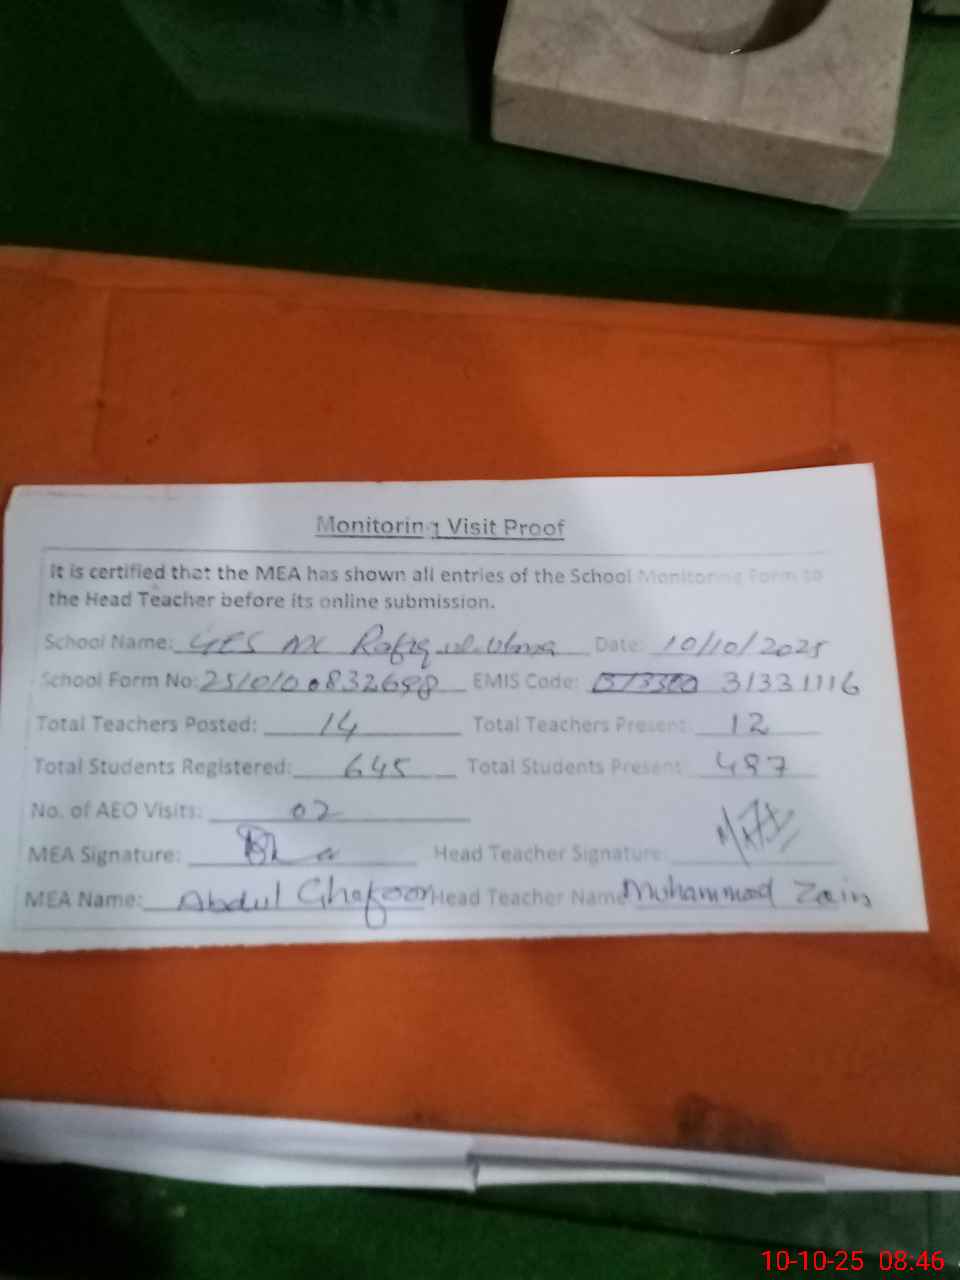 Monitoring Visit Proof
It is certified that the MEA has shown all entries of the School Monitoring Form to
the Head Teacher before its online submission.
School Name: Rafiq ul Date: 10/10/2025
School Form No: EMIS Code: 31331116
Total Teachers Posted: 14 Total Teachers Present: 12
Total Students Registered: 645 Total Students Present: 487
No. of AEO Visits: 02
MEA Signature: Head Teacher Signature:
MEA Name: Abdul Ghafoor Head Teacher Name Muhammad Zain
10-10-25 08:46